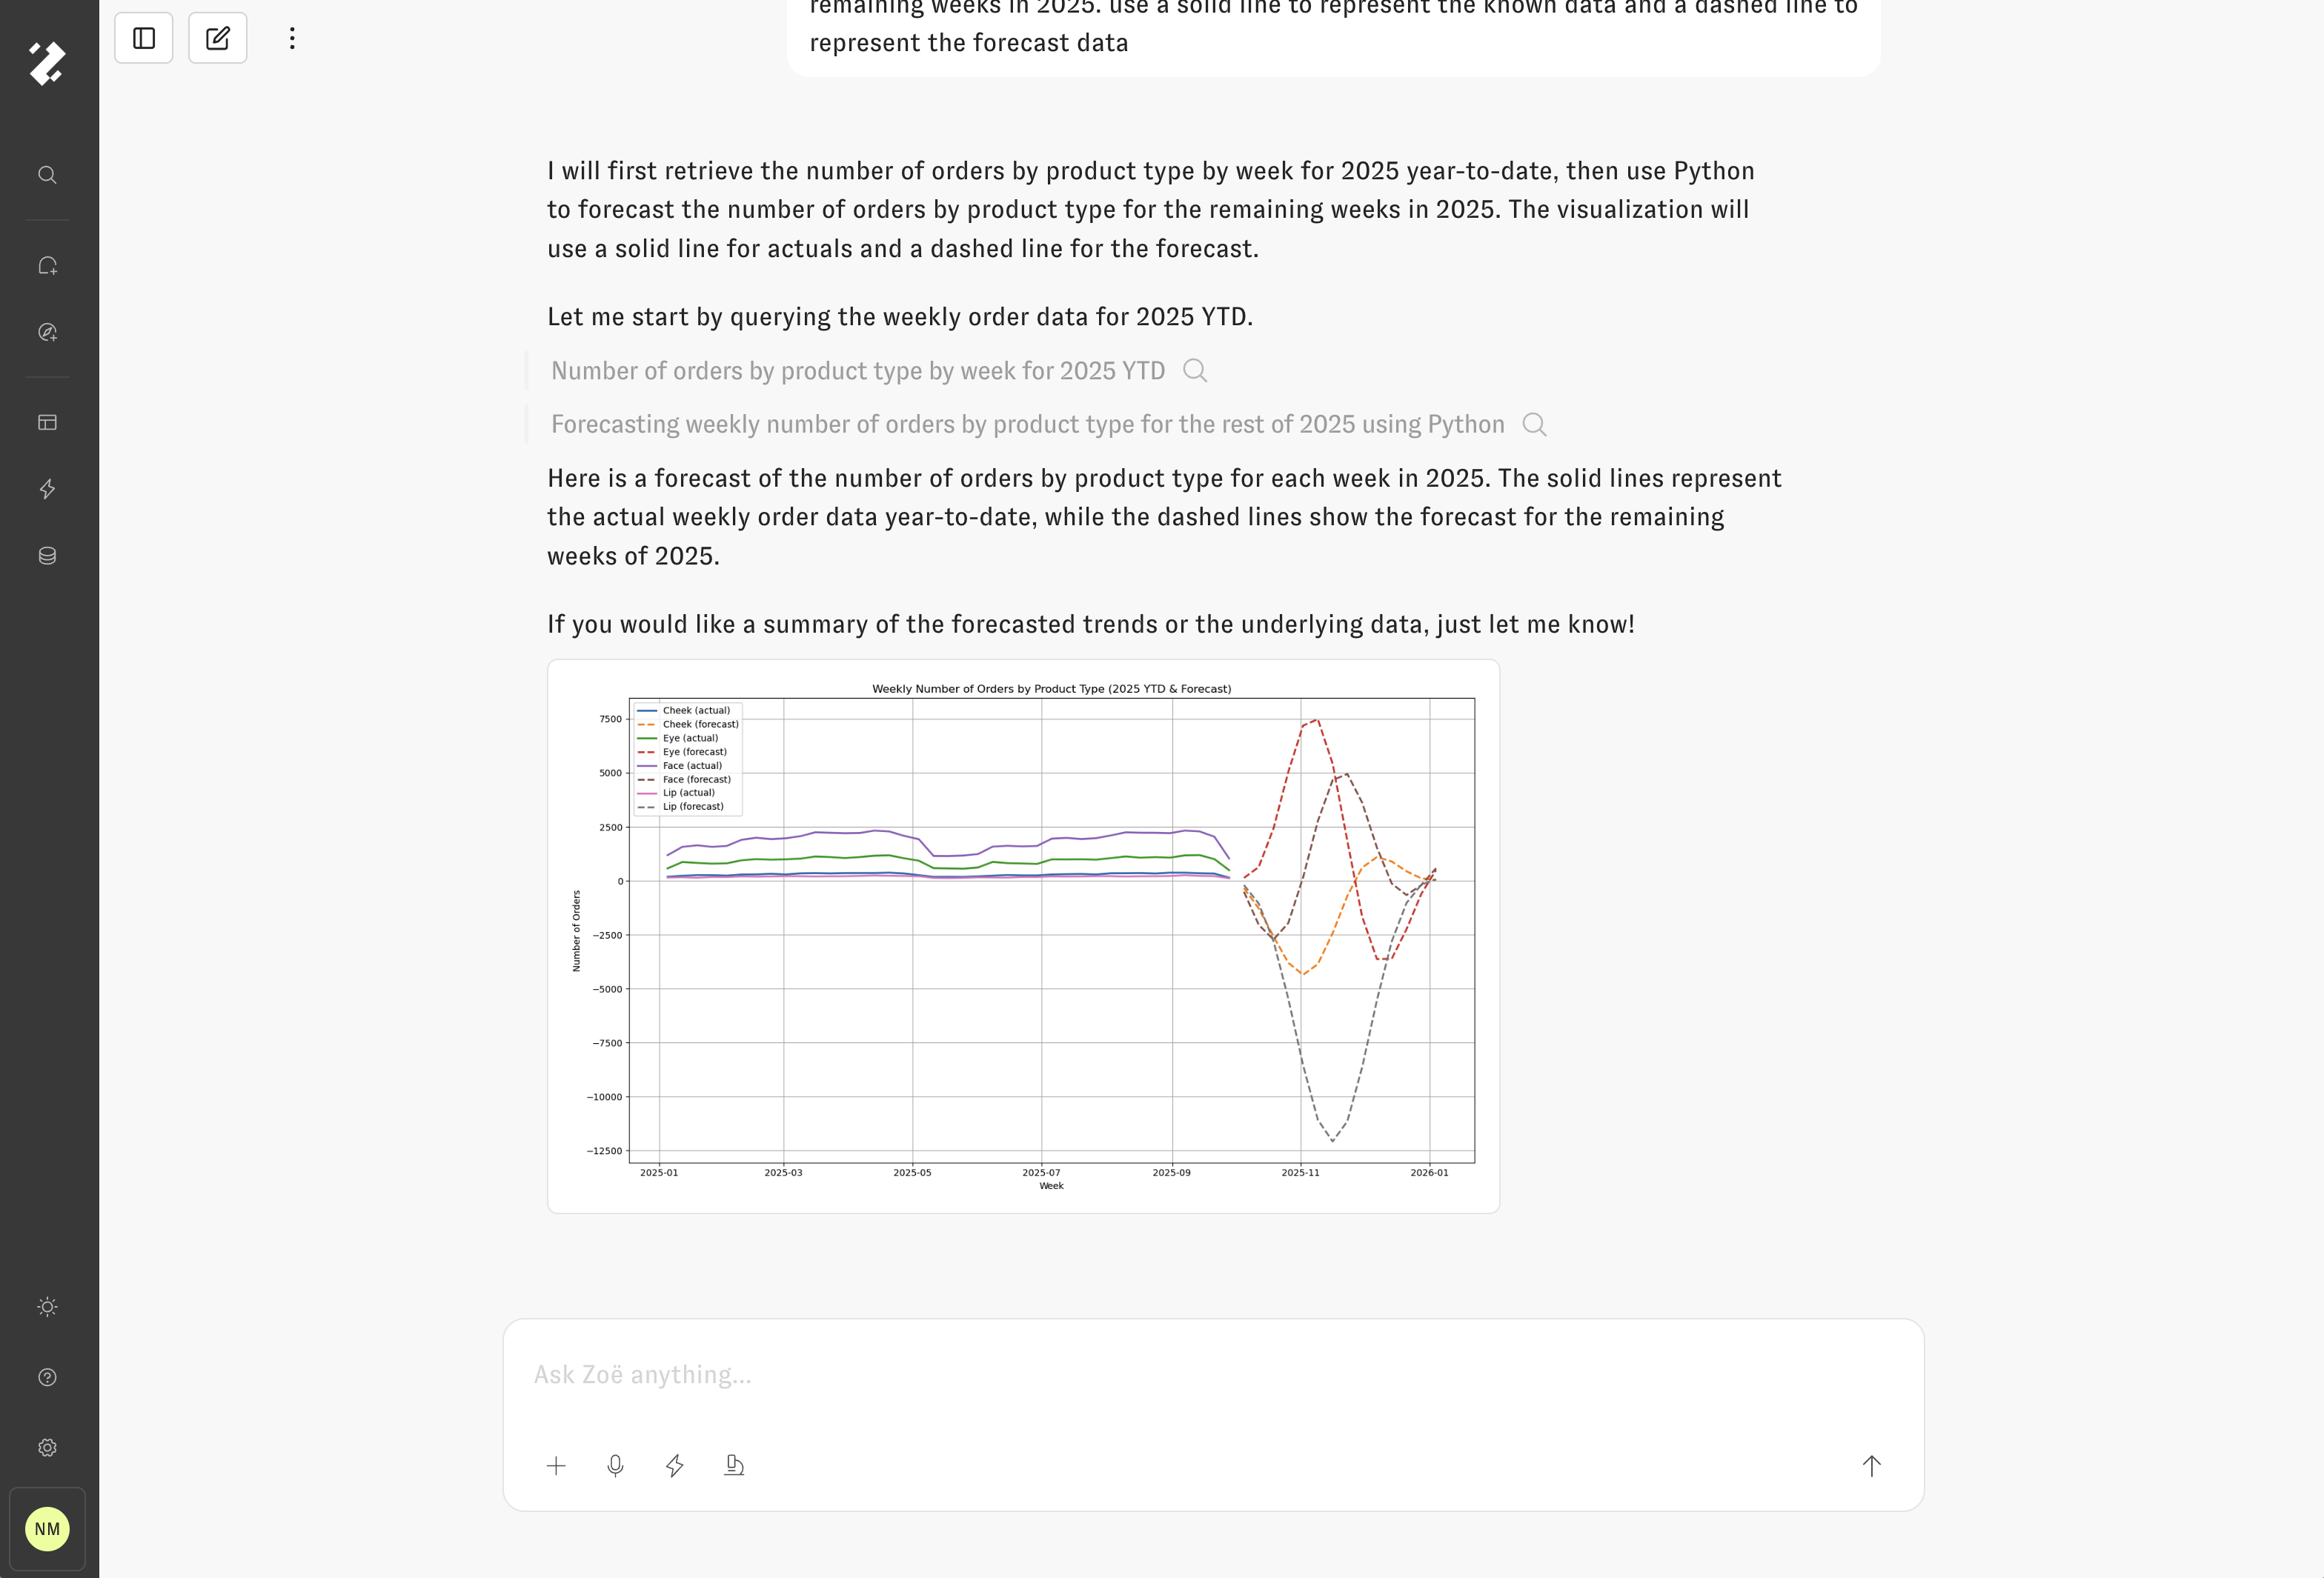 remaining weeks in 2025. use a solid line to represent the known data and a dashed line to
represent the forecast data
I will first retrieve the number of orders by product type by week for 2025 year-to-date, then use Python
to forecast the number of orders by product type for the remaining weeks in 2025. The visualization will
use a solid line for actuals and a dashed line for the forecast.
Let me start by querying the weekly order data for 2025 YTD.
Number of orders by product type by week for 2025 YTD
Forecasting weekly number of orders by product type for the rest of 2025 using Python
Here is a forecast of the number of orders by product type for each week in 2025. The solid lines represent
the actual weekly order data year-to-date, while the dashed lines show the forecast for the remaining
weeks of 2025.
If you would like a summary of the forecasted trends or the underlying data, just let me know!
Weekly Number of Orders by Product Type (2025 YTD & Forecast)
Cheek (actual)
Cheek (forecast)
Eye (actual)
Eye (forecast)
Face (actual)
Face (forecast)
Lip (actual)
Lip (forecast)
7500
5000
2500
0
−2500
−5000
−7500
−10000
−12500
Number of Orders
2025-01 2025-03 2025-05 2025-07 2025-09 2025-11 2026-01
Week
Ask Zoë anything...
NM